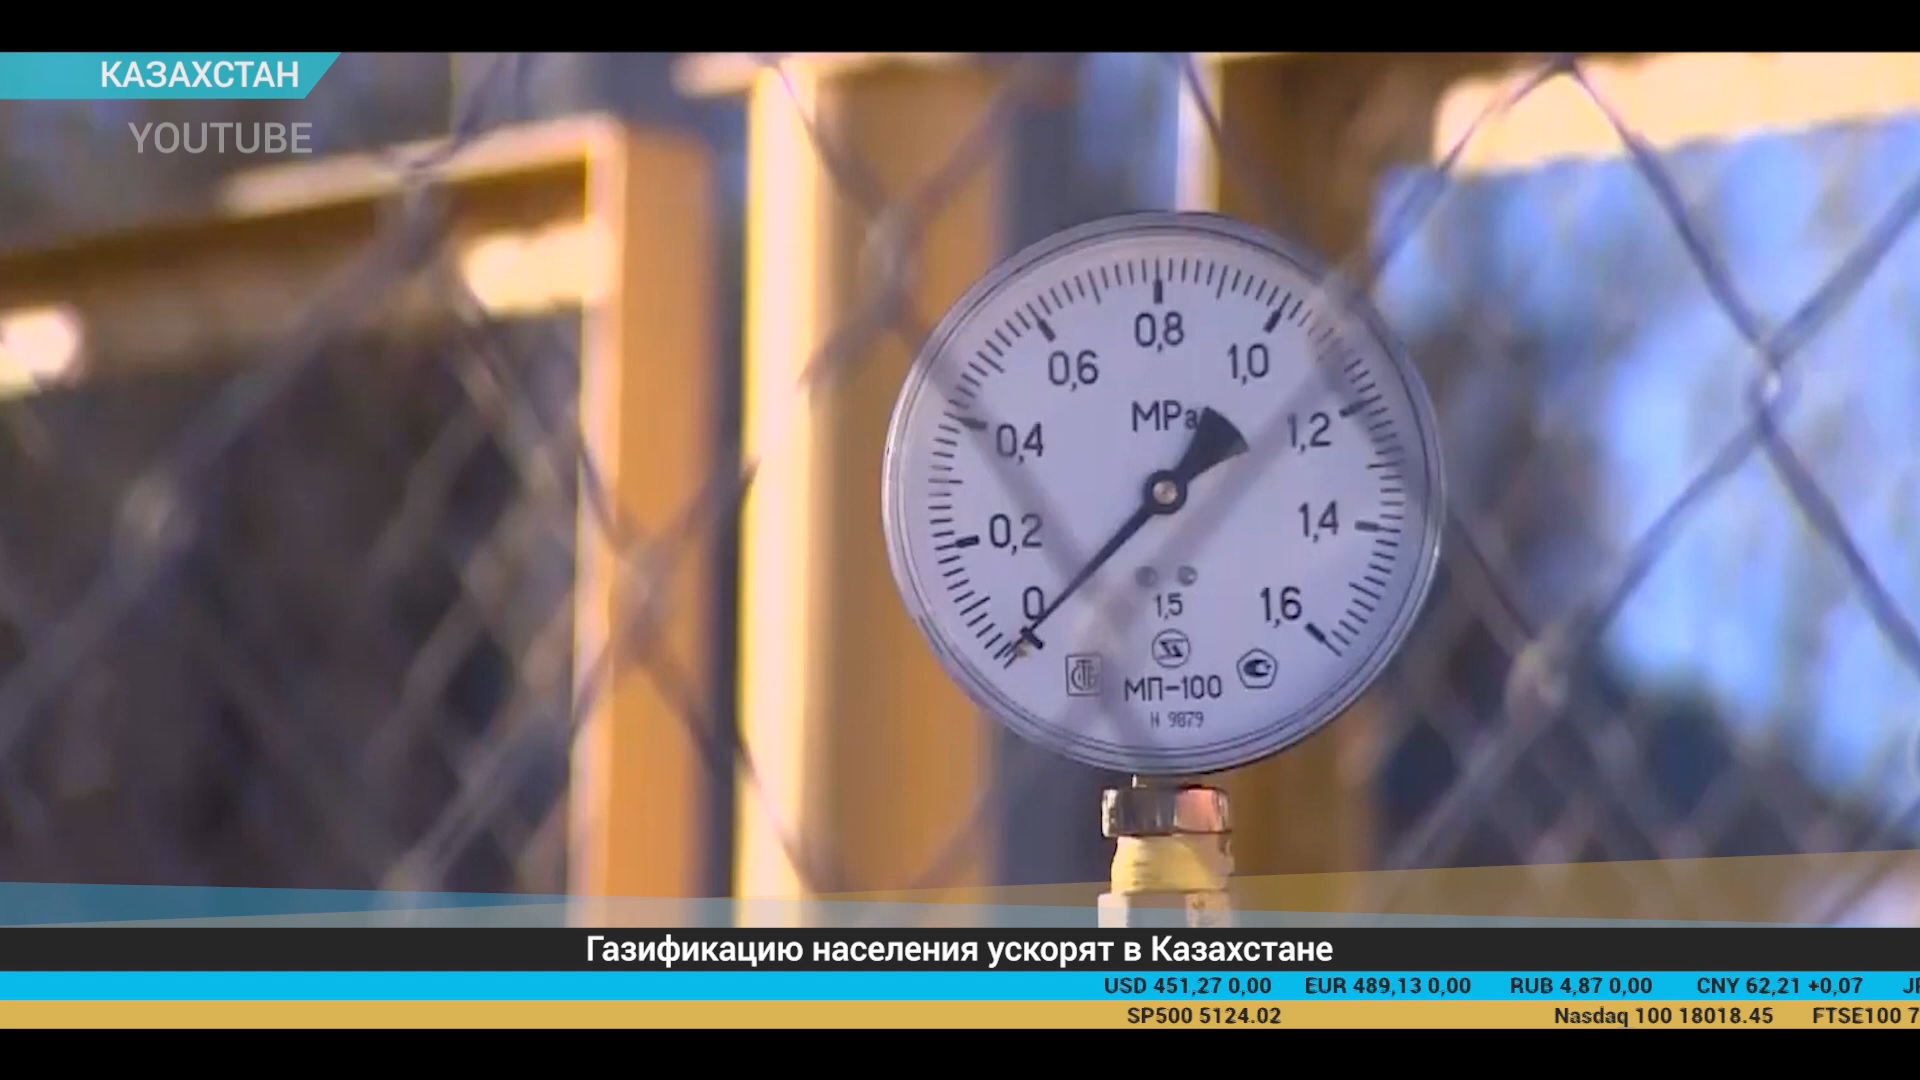 КАЗАХСТАН
YOUTUBE
0,8
0,6
1,0
MPa
0,4
1,2
0,2
1,4
0
1,5
1,6
МП-100
Н 9879
Газификацию населения ускорят в Казахстане
USD 451,27 0,00 EUR 489,13 0,00 RUB 4,87 0,00 CNY 62,21 +0,07
SP500 5124.02 Nasdaq 100 18018.45 FTSE100 7